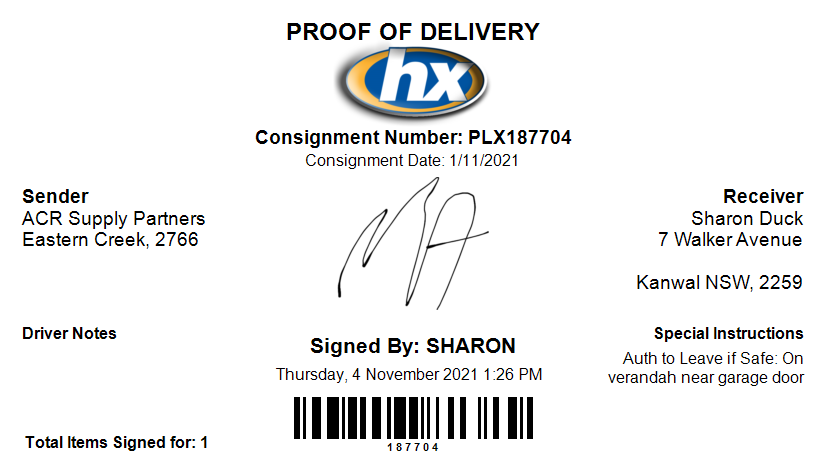 PROOF OF DELIVERY
hx
Consignment Number: PLX187704
Consignment Date: 1/11/2021
Sender
ACR Supply Partners
Eastern Creek, 2766
Receiver
Sharon Duck
7 Walker Avenue
Kanwal NSW, 2259
Driver Notes
Signed By: SHARON
Thursday, 4 November 2021 1:26 PM
Special Instructions
Auth to Leave if Safe: On
verandah near garage door
187704
Total Items Signed for: 1